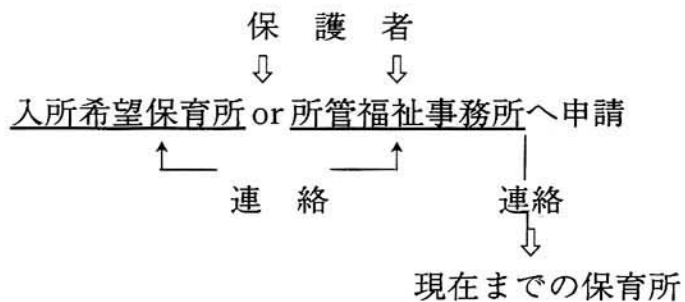 保 護 者
入所希望保育所 or 所管福祉事務所へ申請
連 絡 連絡
現在までの保育所